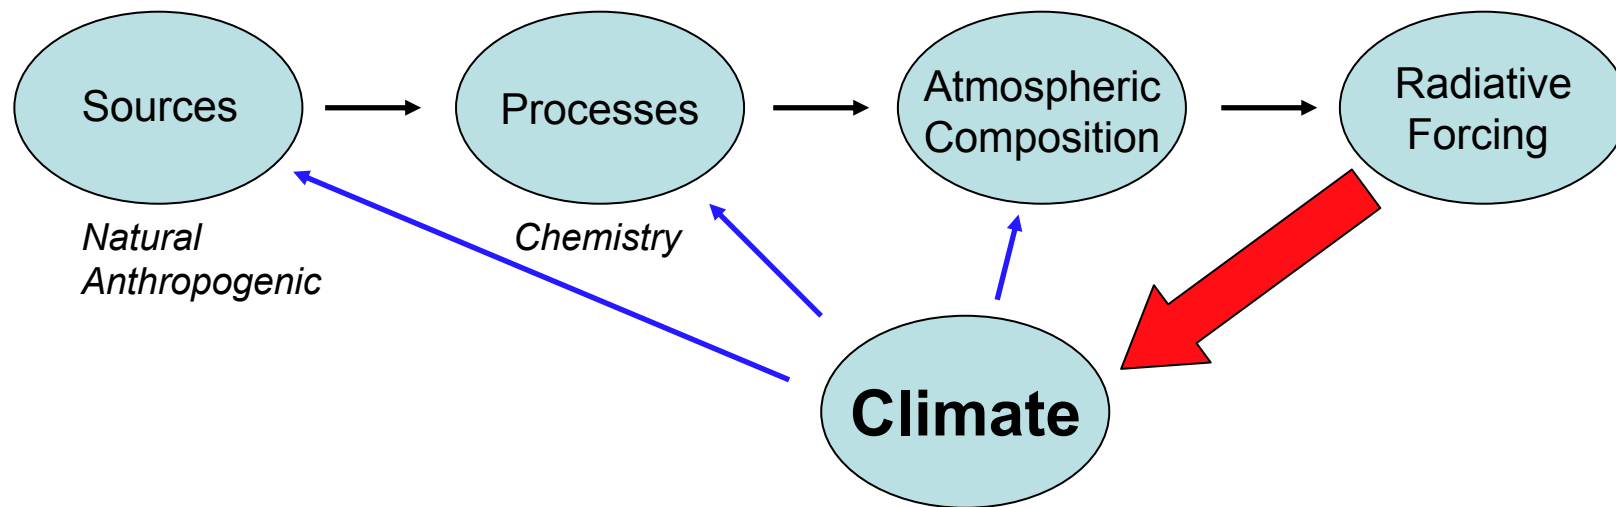 Sources
Processes
Atmospheric
Composition
Radiative
Forcing
Natural
Anthropogenic
Chemistry
Climate